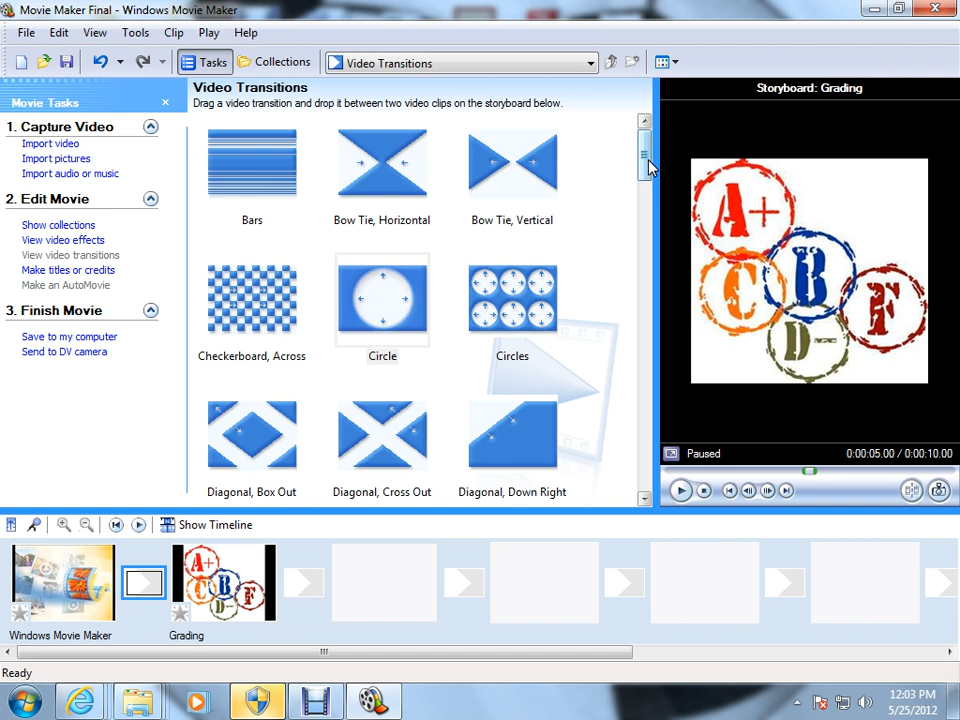 Movie Maker Final - Windows Movie Maker
File Edit View Tools Clip Play Help
Tasks Collections Video Transitions
Movie Tasks
1. Capture Video
Import video
Import pictures
Import audio or music
2. Edit Movie
Show collections
View video effects
View video transitions
Make titles or credits
Make an AutoMovie
3. Finish Movie
Save to my computer
Send to DV camera
Video Transitions
Drag a video transition and drop it between two video clips on the storyboard below.
Bars Bow Tie, Horizontal Bow Tie, Vertical
Checkerboard, Across Circle Circles
Diagonal, Box Out Diagonal, Cross Out Diagonal, Down Right
Storyboard: Grading
A+
B
C
D-
F
Paused 0:00:05.00 / 0:00:10.00
Show Timeline
A+
B
C
D-
F
Windows Movie Maker Grading
Ready
12:03 PM
5/25/2012